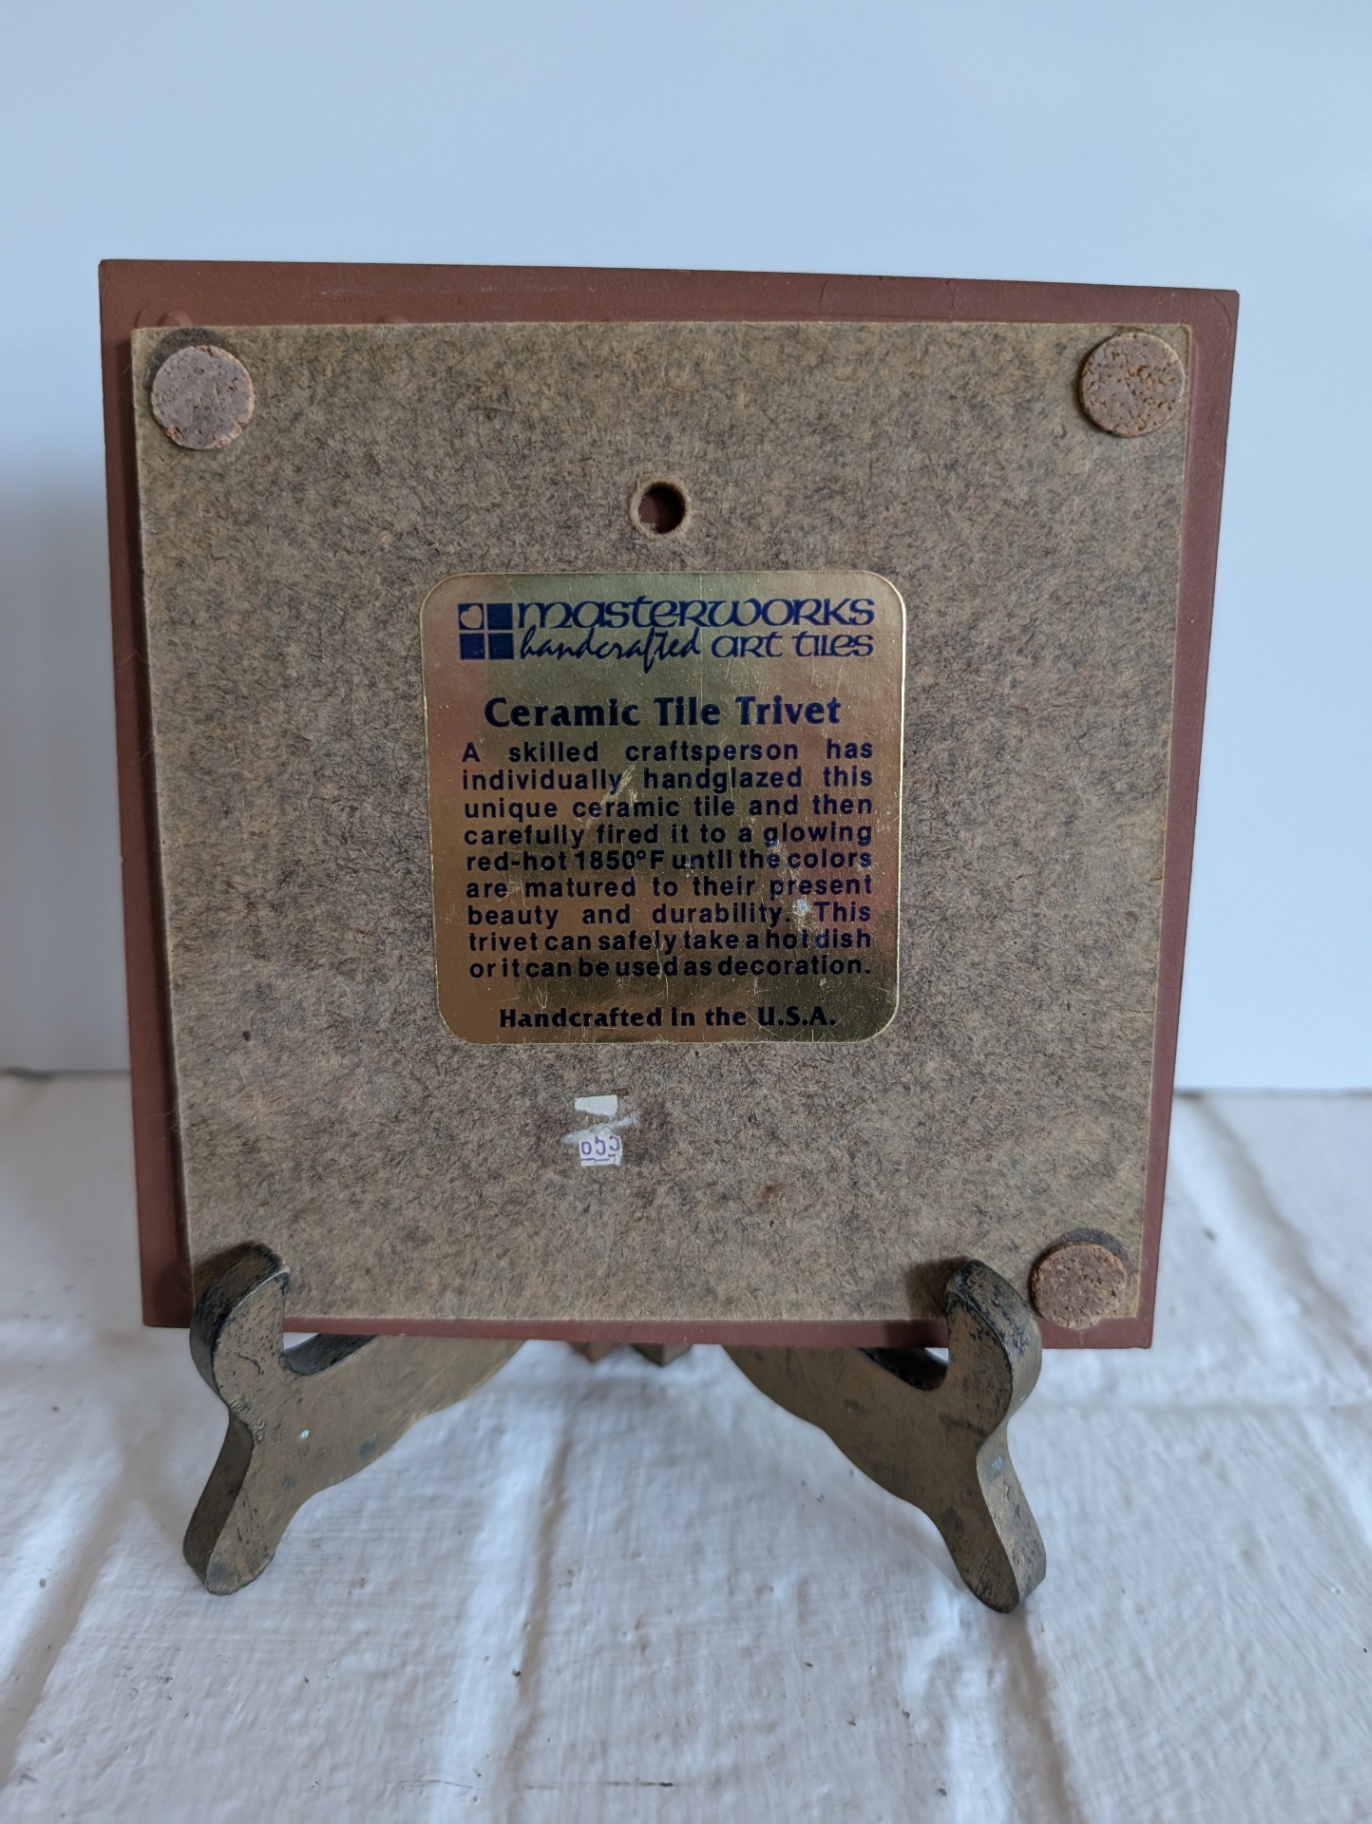 masterworks
handcrafted art tiles
Ceramic Tile Trivet
A skilled craftsperson has
individually handglazed this
unique ceramic tile and then
carefully fired it to a glowing
red-hot 1850°F until the colors
are matured to their present
beauty and durability. This
trivet can safely take a hot dish
or it can be used as decoration.
Handcrafted in the U.S.A.